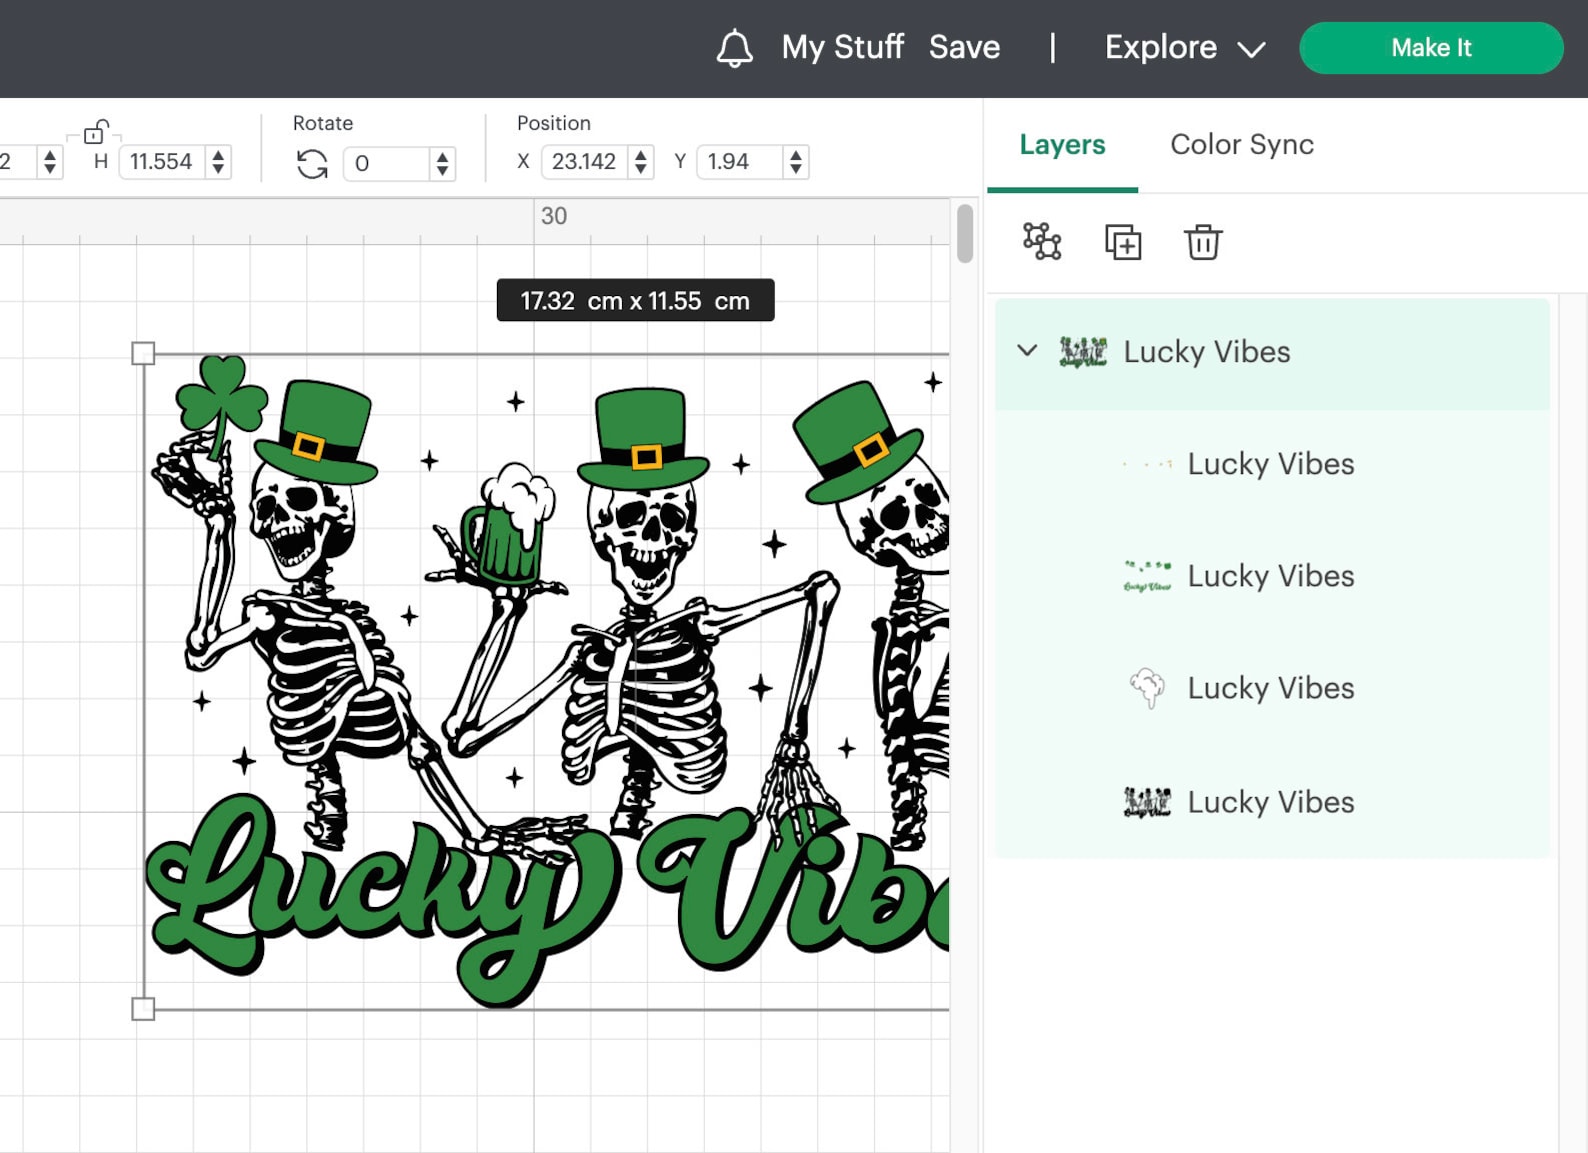 My Stuff Save | Explore Make It
Rotate Position
2 H 11.554 0 X 23.142 Y 1.94
Layers Color Sync
30
17.32 cm x 11.55 cm
Lucky Vibes
Lucky Vibes
Lucky Vibes
Lucky Vibes
Lucky Vibes
Lucky Vibe